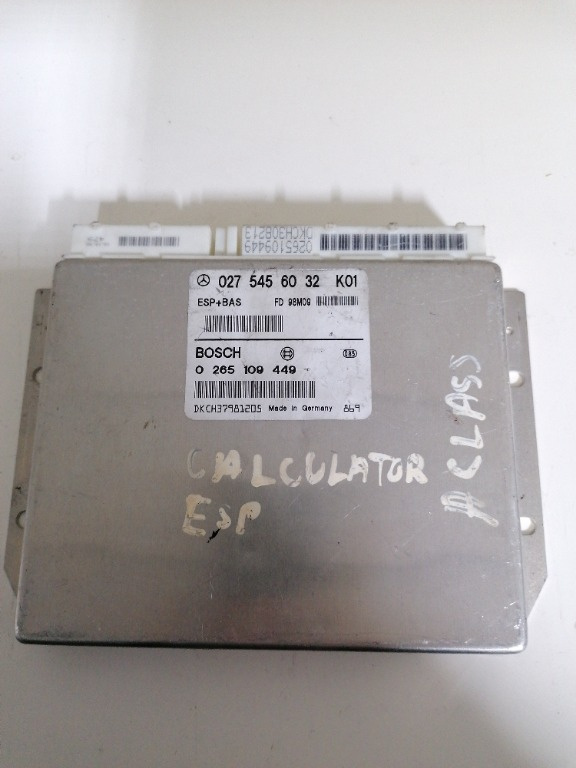 0265109449
DKCH308213
027 545 60 32 K01
ESP+BAS FD 98M09
BOSCH
0 265 109 449
DKCH37981205 Made in Germany 869
CALCULATOR
ESP
A CLASS